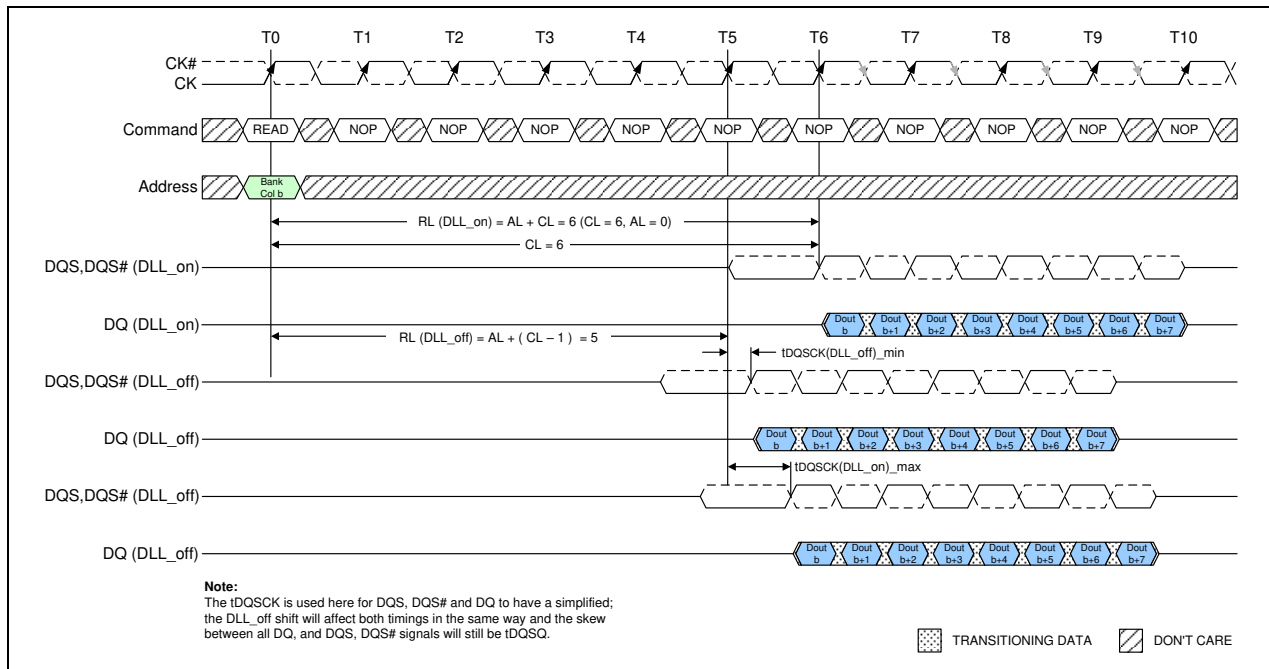 T0 T1 T2 T3 T4 T5 T6 T7 T8 T9 T10
CK#
CK
Command READ NOP NOP NOP NOP NOP NOP NOP NOP NOP NOP
Address Bank
Col b
RL (DLL_on) = AL + CL = 6 (CL = 6, AL = 0)
CL = 6
DQS,DQS# (DLL_on)
DQ (DLL_on) Dout Dout Dout Dout Dout Dout Dout Dout
b b+1 b+2 b+3 b+4 b+5 b+6 b+7
RL (DLL_off) = AL + ( CL – 1 ) = 5
tDQSCK(DLL_off)_min
DQS,DQS# (DLL_off)
DQ (DLL_off) Dout Dout Dout Dout Dout Dout Dout Dout
b b+1 b+2 b+3 b+4 b+5 b+6 b+7
tDQSCK(DLL_on)_max
DQS,DQS# (DLL_off)
DQ (DLL_off) Dout Dout Dout Dout Dout Dout Dout Dout
b b+1 b+2 b+3 b+4 b+5 b+6 b+7
Note:
The tDQSCK is used here for DQS, DQS# and DQ to have a simplified;
the DLL_off shift will affect both timings in the same way and the skew
between all DQ, and DQS, DQS# signals will still be tDQSQ.
TRANSITIONING DATA DON'T CARE